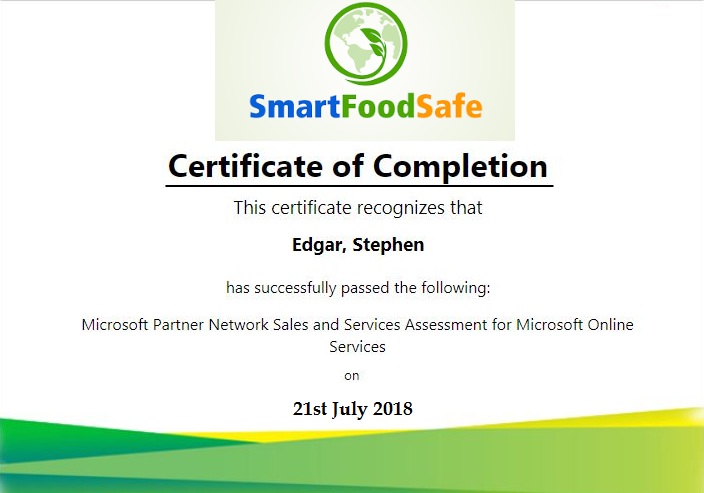 SmartFoodSafe
Certificate of Completion
This certificate recognizes that
Edgar, Stephen
has successfully passed the following:
Microsoft Partner Network Sales and Services Assessment for Microsoft Online
Services
on
21st July 2018